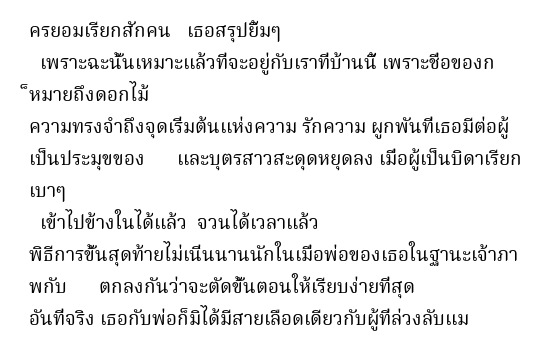 ครยอมเรียกสักคน   เธอสรุปยิ้มๆ
เพราะฉะนั้นเหมาะแล้วที่จะอยู่กับเราที่บ้านนี้ เพราะชื่อของก
็หมายถึงดอกไม้
ความทรงจำถึงจุดเริ่มต้นแห่งความ รักความ ผูกพันที่เธอมีต่อผู้
เป็นประมุขของ      และบุตรสาวสะดุดหยุดลง เมื่อผู้เป็นบิดาเรียก
เบาๆ
เข้าไปข้างในได้แล้ว  จวนได้เวลาแล้ว
พิธีการขั้นสุดท้ายไม่เนิ่นนานนักในเมื่อพ่อของเธอในฐานะเจ้าภา
พกับ      ตกลงกันว่าจะตัดขั้นตอนให้เรียบง่ายที่สุด
อันที่จริง เธอกับพ่อก็มิได้มีสายเลือดเดียวกับผู้ที่ล่วงลับแม